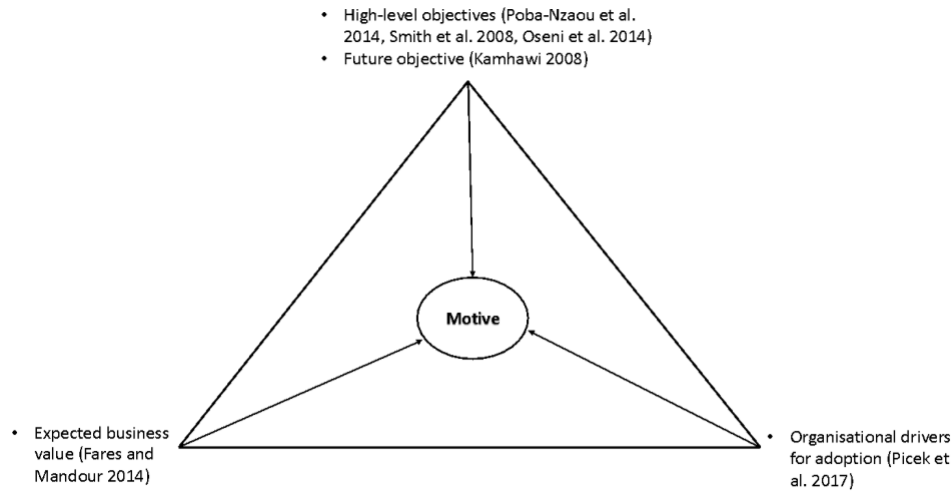 • High-level objectives (Poba-Nzaou et al.
2014, Smith et al. 2008, Oseni et al. 2014)
• Future objective (Kamhawi 2008)
Motive
• Expected business
value (Fares and
Mandour 2014)
• Organisational drivers
for adoption (Picek et
al. 2017)